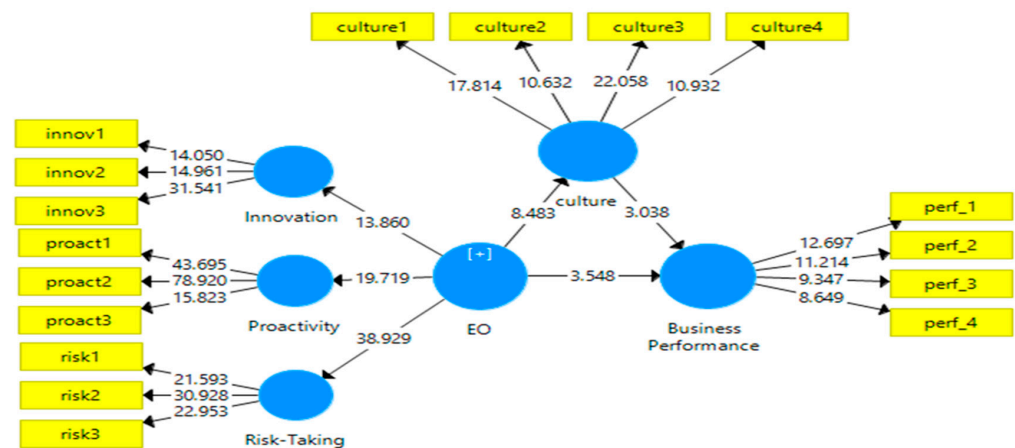 culture1
culture2
culture3
culture4
17.814
10.632
22.058
10.932
innov1
innov2
innov3
14.050
14.961
31.541
Innovation
culture
13.860
8.483
3.038
proact1
proact2
proact3
43.695
78.920
15.823
Proactivity
19.719
[+]
EO
3.548
Business
Performance
12.697
11.214
9.347
8.649
perf_1
perf_2
perf_3
perf_4
38.929
risk1
risk2
risk3
21.593
30.928
22.953
Risk-Taking